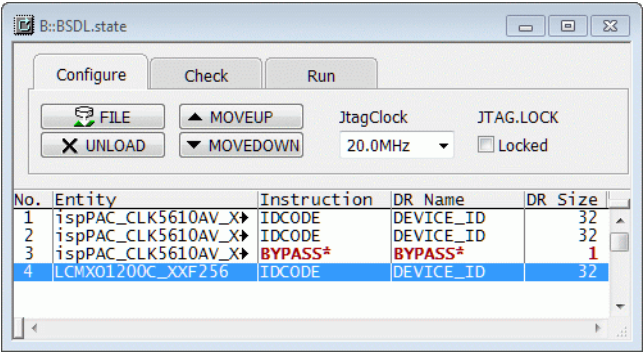 B::BSDL.state
Configure Check Run
FILE MOVEUP JtagClock JTAG.LOCK
UNLOAD MOVEDOWN 20.0MHz Locked
No. Entity Instruction DR Name DR Size
1 ispPAC_CLK5610AV_X IDCODE DEVICE_ID 32
2 ispPAC_CLK5610AV_X IDCODE DEVICE_ID 32
3 ispPAC_CLK5610AV_X BYPASS* BYPASS* 1
4 LCMXO1200C_XXF256 IDCODE DEVICE_ID 32